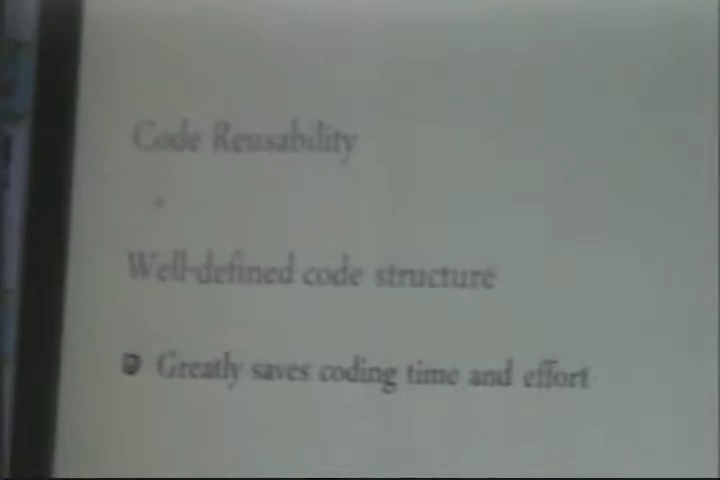 Code Reusability
Well-defined code structure
Greatly saves coding time and effort